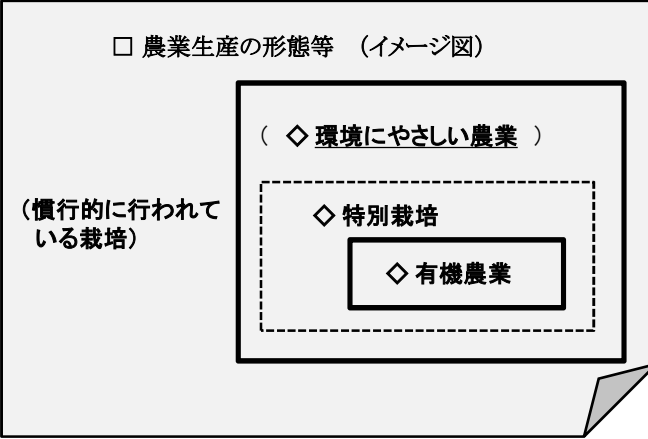 □ 農業生産の形態等 （イメージ図）
（ ◇ 環境にやさしい農業 ）
（慣行的に行われて
いる栽培）
◇ 特別栽培
◇ 有機農業